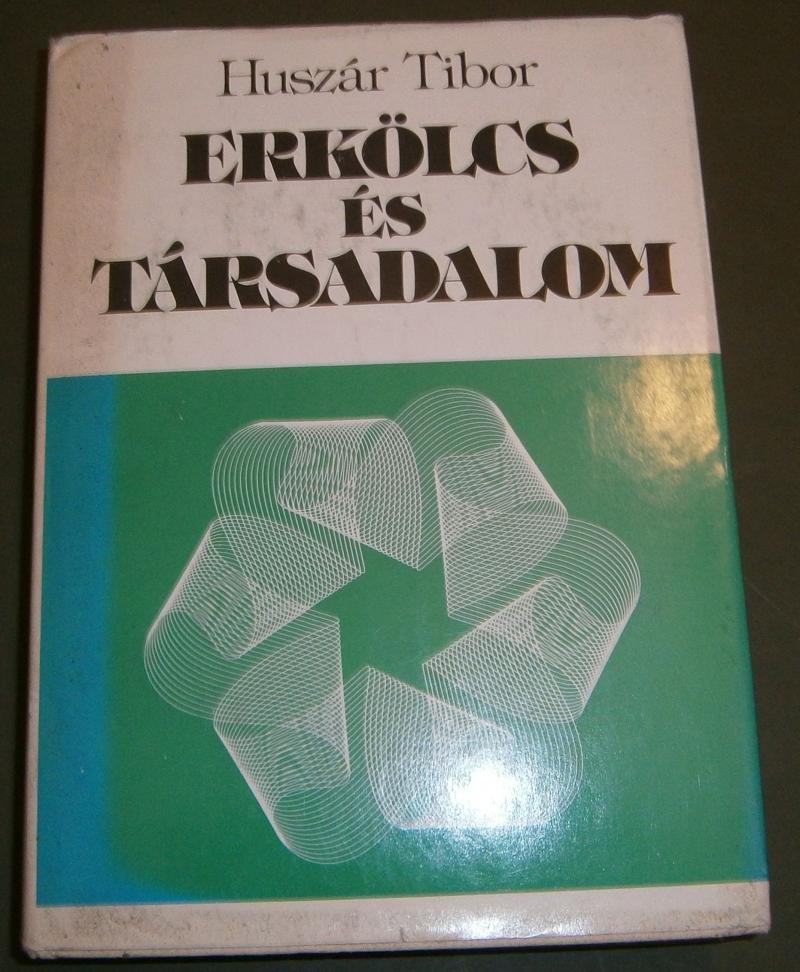 Huszár Tibor
ERKÖLCS
ÉS
TÁRSADALOM